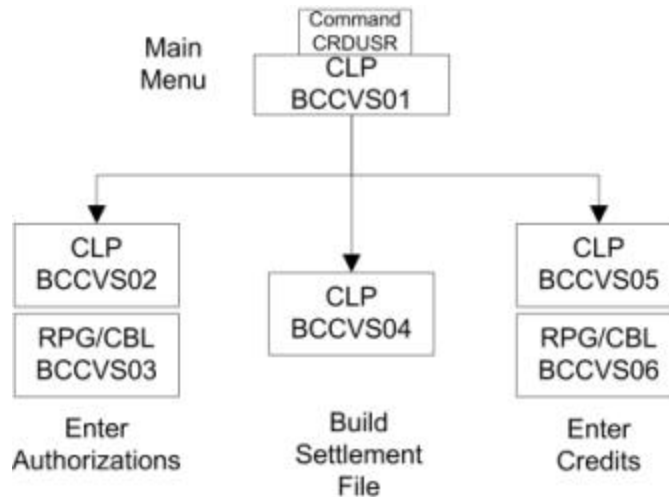 Command
CRDUSR
Main
Menu
CLP
BCCVS01
CLP
BCCVS02
RPG/CBL
BCCVS03
Enter
Authorizations
CLP
BCCVS04
Build
Settlement
File
CLP
BCCVS05
RPG/CBL
BCCVS06
Enter
Credits